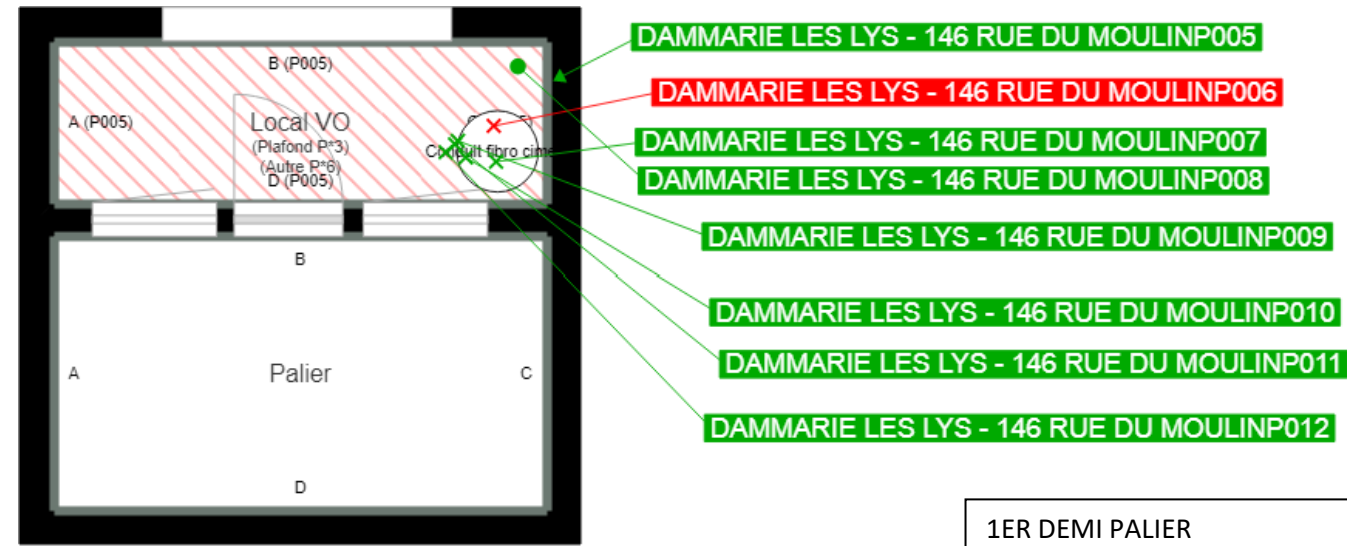 DAMMARIE LES LYS - 146 RUE DU MOULINP005
B (P005)
DAMMARIE LES LYS - 146 RUE DU MOULINP006
A (P005)
Local VO
DAMMARIE LES LYS - 146 RUE DU MOULINP007
(Plafond P*3)
Conduit fibro cime
(Autre P*6)
D (P005)
DAMMARIE LES LYS - 146 RUE DU MOULINP008
DAMMARIE LES LYS - 146 RUE DU MOULINP009
B
DAMMARIE LES LYS - 146 RUE DU MOULINP010
DAMMARIE LES LYS - 146 RUE DU MOULINP011
A
Palier
C
DAMMARIE LES LYS - 146 RUE DU MOULINP012
D
1ER DEMI PALIER